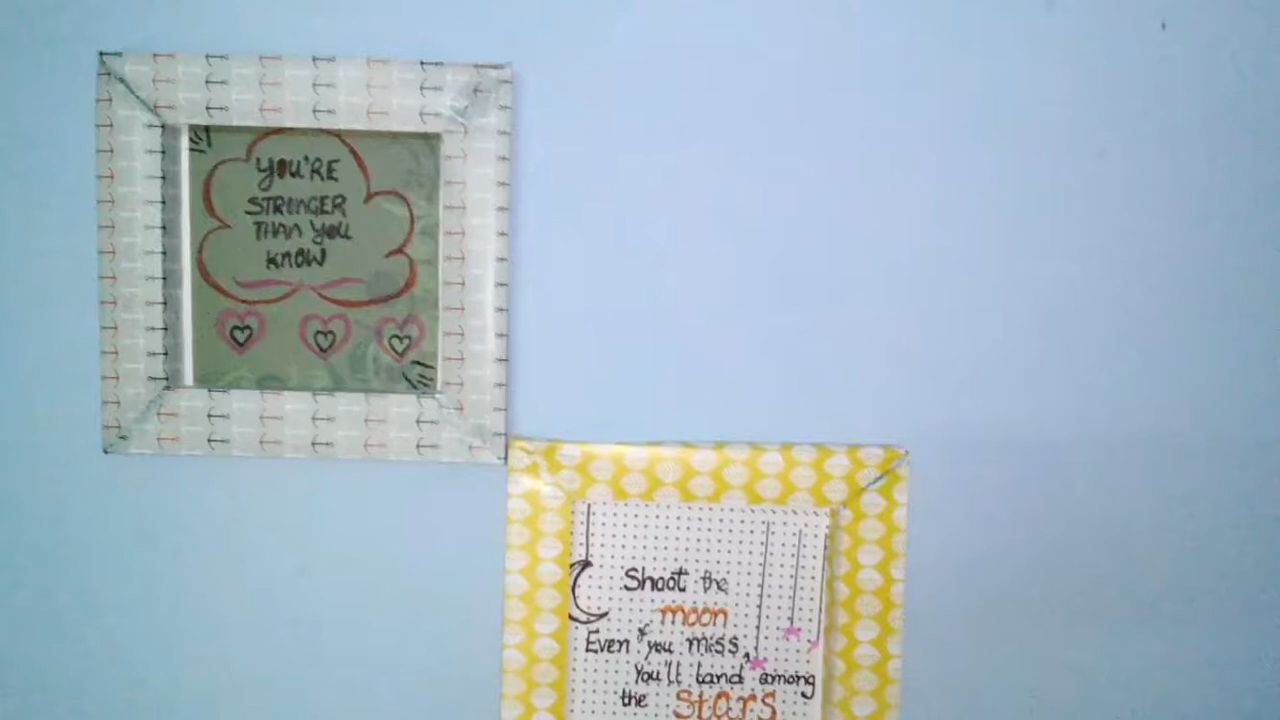 YOU'RE
STRONGER
THAN YOU
KNOW
Shoot the
moon
Even if you miss,
You'll land among
the Stars